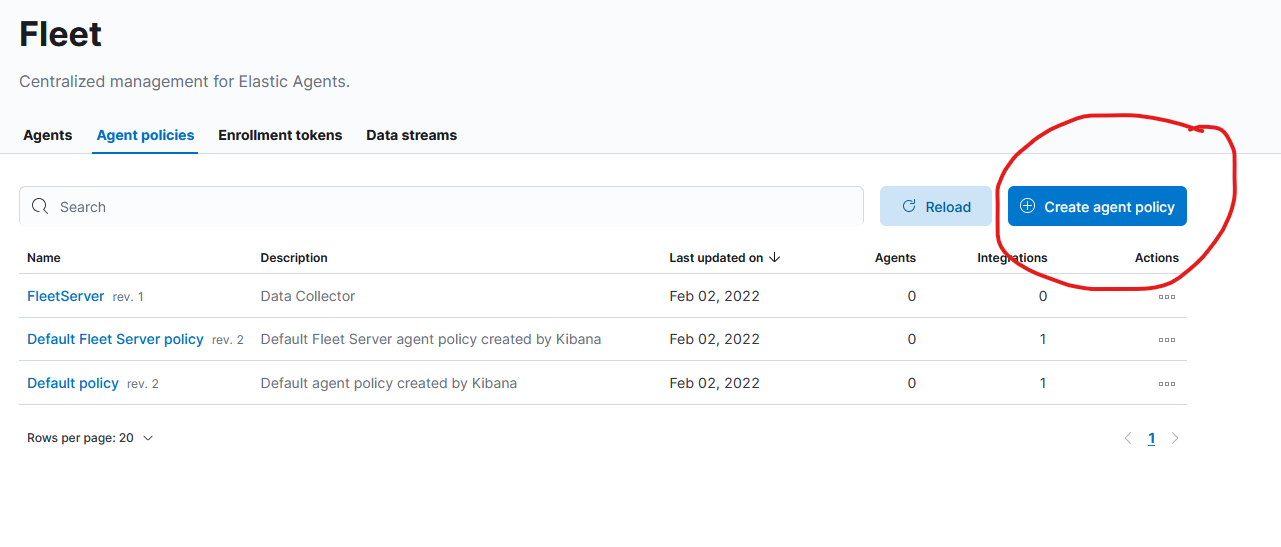 Fleet
Centralized management for Elastic Agents.
Agents Agent policies Enrollment tokens Data streams
Search Reload Create agent policy
Name Description Last updated on Agents Integrations Actions
FleetServer rev. 1 Data Collector Feb 02, 2022 0 0
Default Fleet Server policy rev. 2 Default Fleet Server agent policy created by Kibana Feb 02, 2022 0 1
Default policy rev. 2 Default agent policy created by Kibana Feb 02, 2022 0 1
Rows per page: 20 1